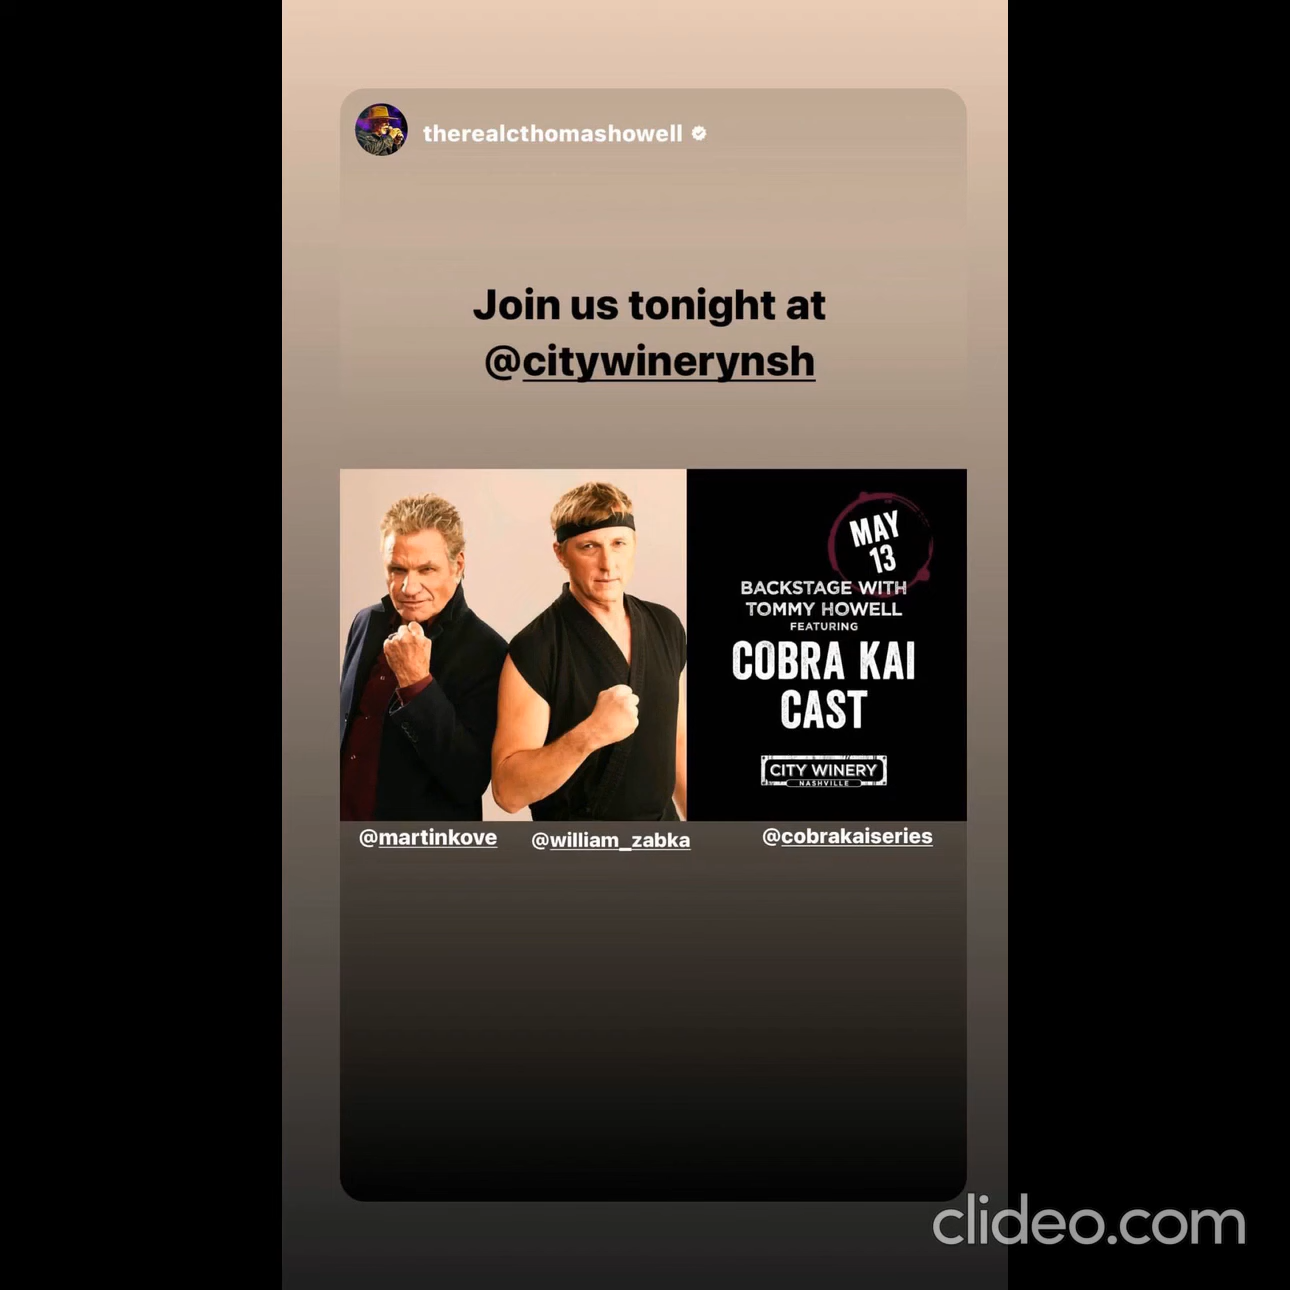 therealcthomashowell
Join us tonight at
@citywinerynsh
MAY
13
BACKSTAGE WITH
TOMMY HOWELL
FEATURING
COBRA KAI
CAST
CITY WINERY
NASHVILLE
@martinkove @william_zabka @cobrakaiseries
clideo.com